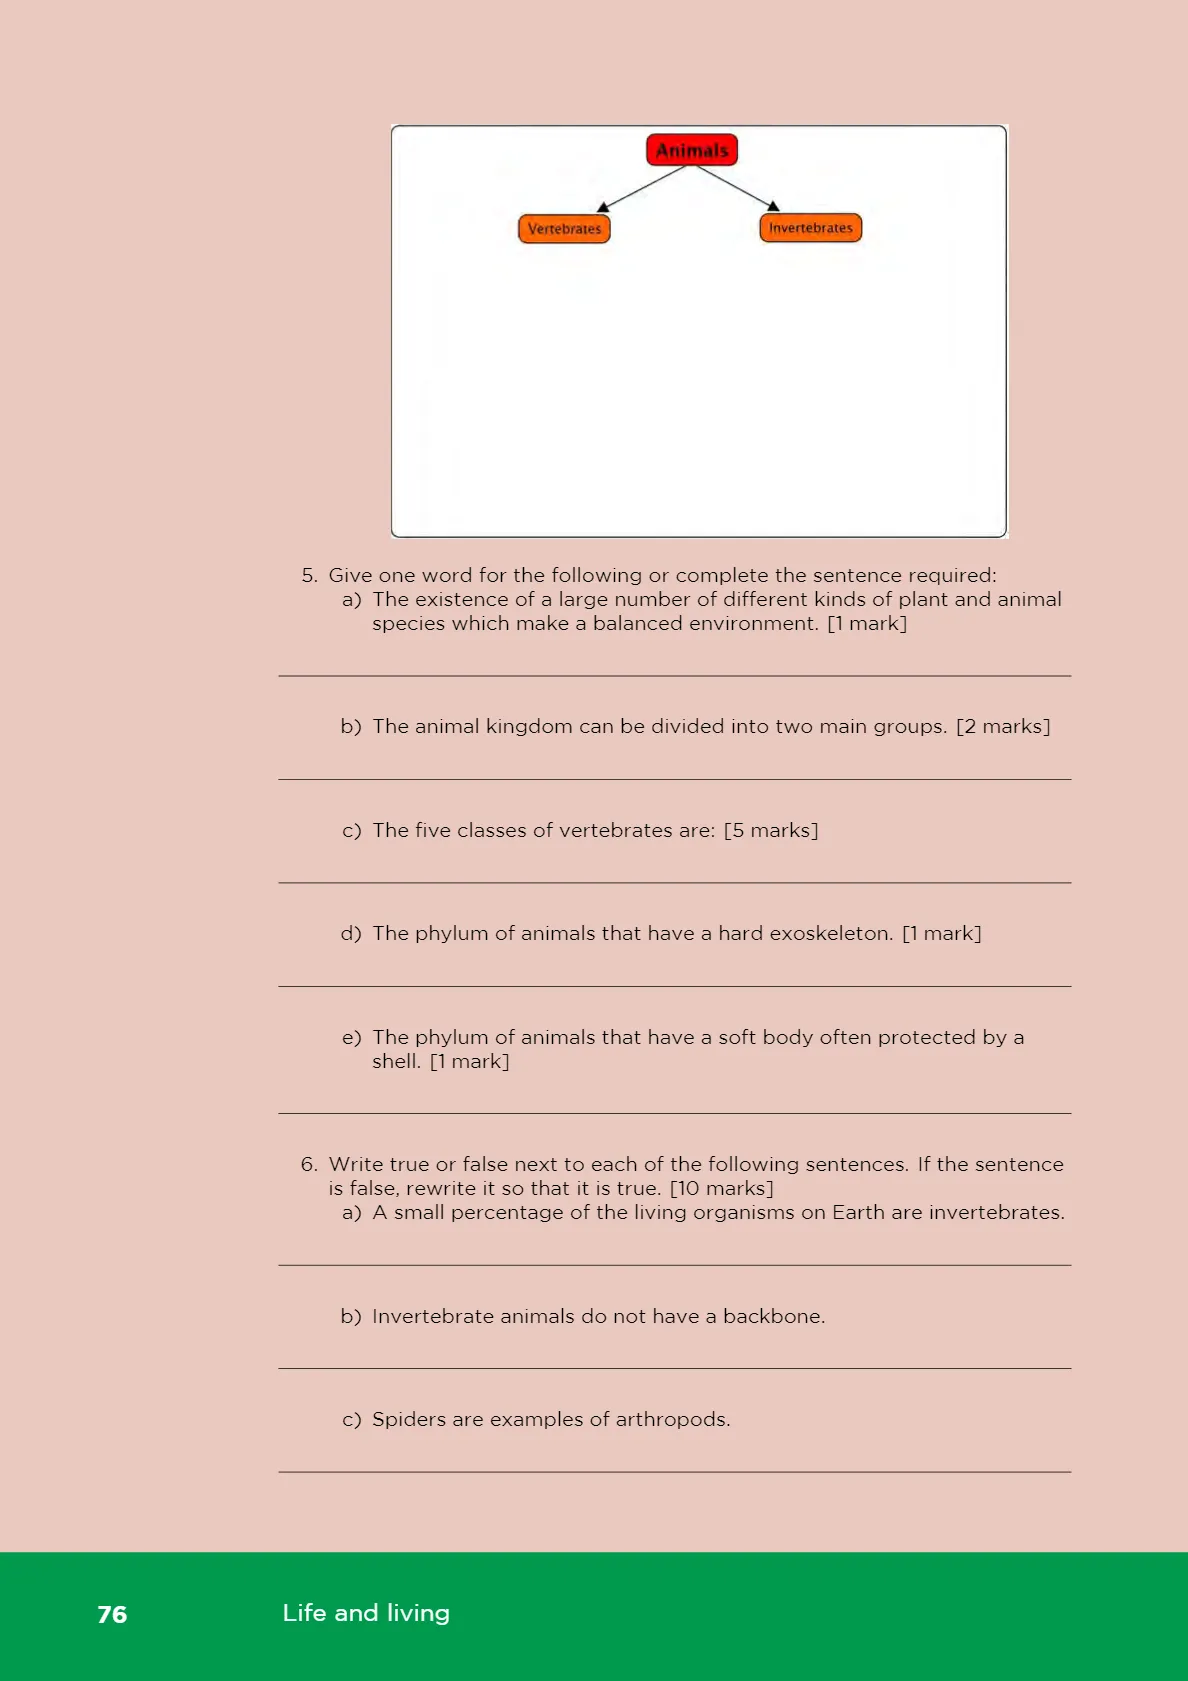 Animals
Vertebrates
Invertebrates
5. Give one word for the following or complete the sentence required:
a) The existence of a large number of different kinds of plant and animal
species which make a balanced environment. [1 mark]
b) The animal kingdom can be divided into two main groups. [2 marks]
c) The five classes of vertebrates are: [5 marks]
d) The phylum of animals that have a hard exoskeleton. [1 mark]
e) The phylum of animals that have a soft body often protected by a
shell. [1 mark]
6. Write true or false next to each of the following sentences. If the sentence
is false, rewrite it so that it is true. [10 marks]
a) A small percentage of the living organisms on Earth are invertebrates.
b) Invertebrate animals do not have a backbone.
c) Spiders are examples of arthropods.
76
Life and living